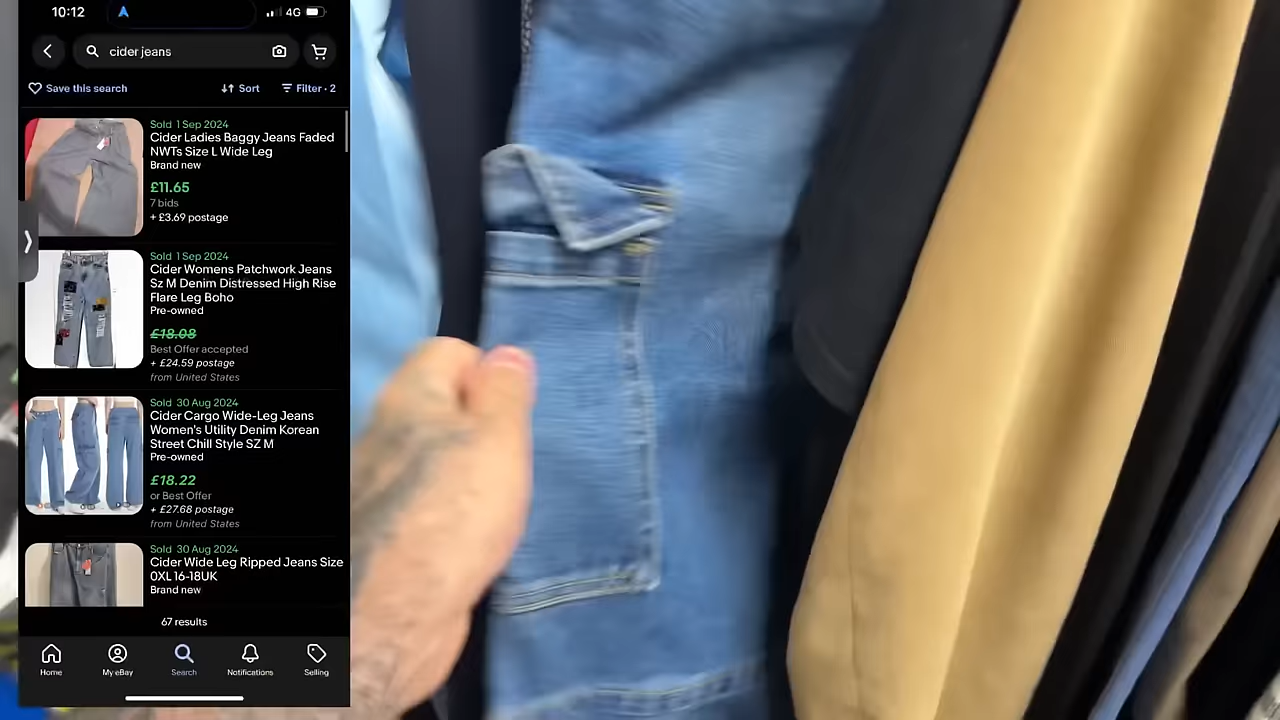 10:12
4G
cider jeans
Save this search
Sort
Filter · 2
Sold 1 Sep 2024
Cider Ladies Baggy Jeans Faded
NWTs Size L Wide Leg
Brand new
£11.65
7 bids
+ £3.69 postage
Sold 1 Sep 2024
Cider Womens Patchwork Jeans
Sz M Denim Distressed High Rise
Flare Leg Boho
Pre-owned
£18.08
Best Offer accepted
+ £24.59 postage
from United States
Sold 30 Aug 2024
Cider Cargo Wide-Leg Jeans
Women's Utility Denim Korean
Street Chill Style SZ M
Pre-owned
£18.22
or Best Offer
+ £27.68 postage
from United States
Sold 30 Aug 2024
Cider Wide Leg Ripped Jeans Size
0XL 16-18UK
Brand new
67 results
Home
My eBay
Search
Notifications
Selling